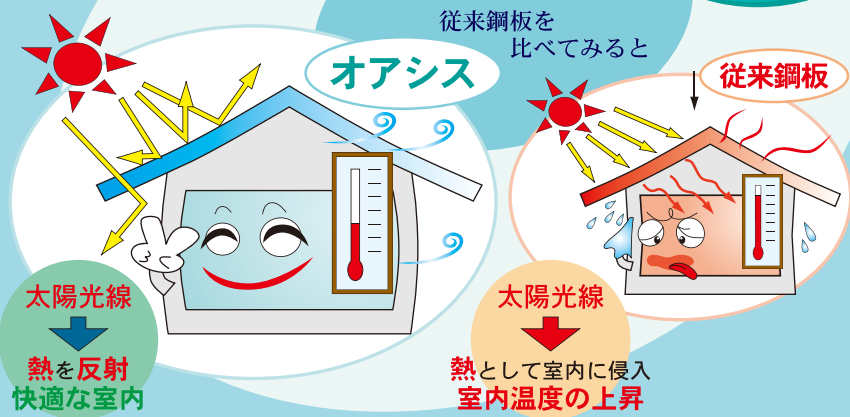 従来鋼板を
比べてみると
オアシス
従来鋼板
太陽光線
熱を反射
快適な室内
太陽光線
熱として室内に侵入
室内温度の上昇